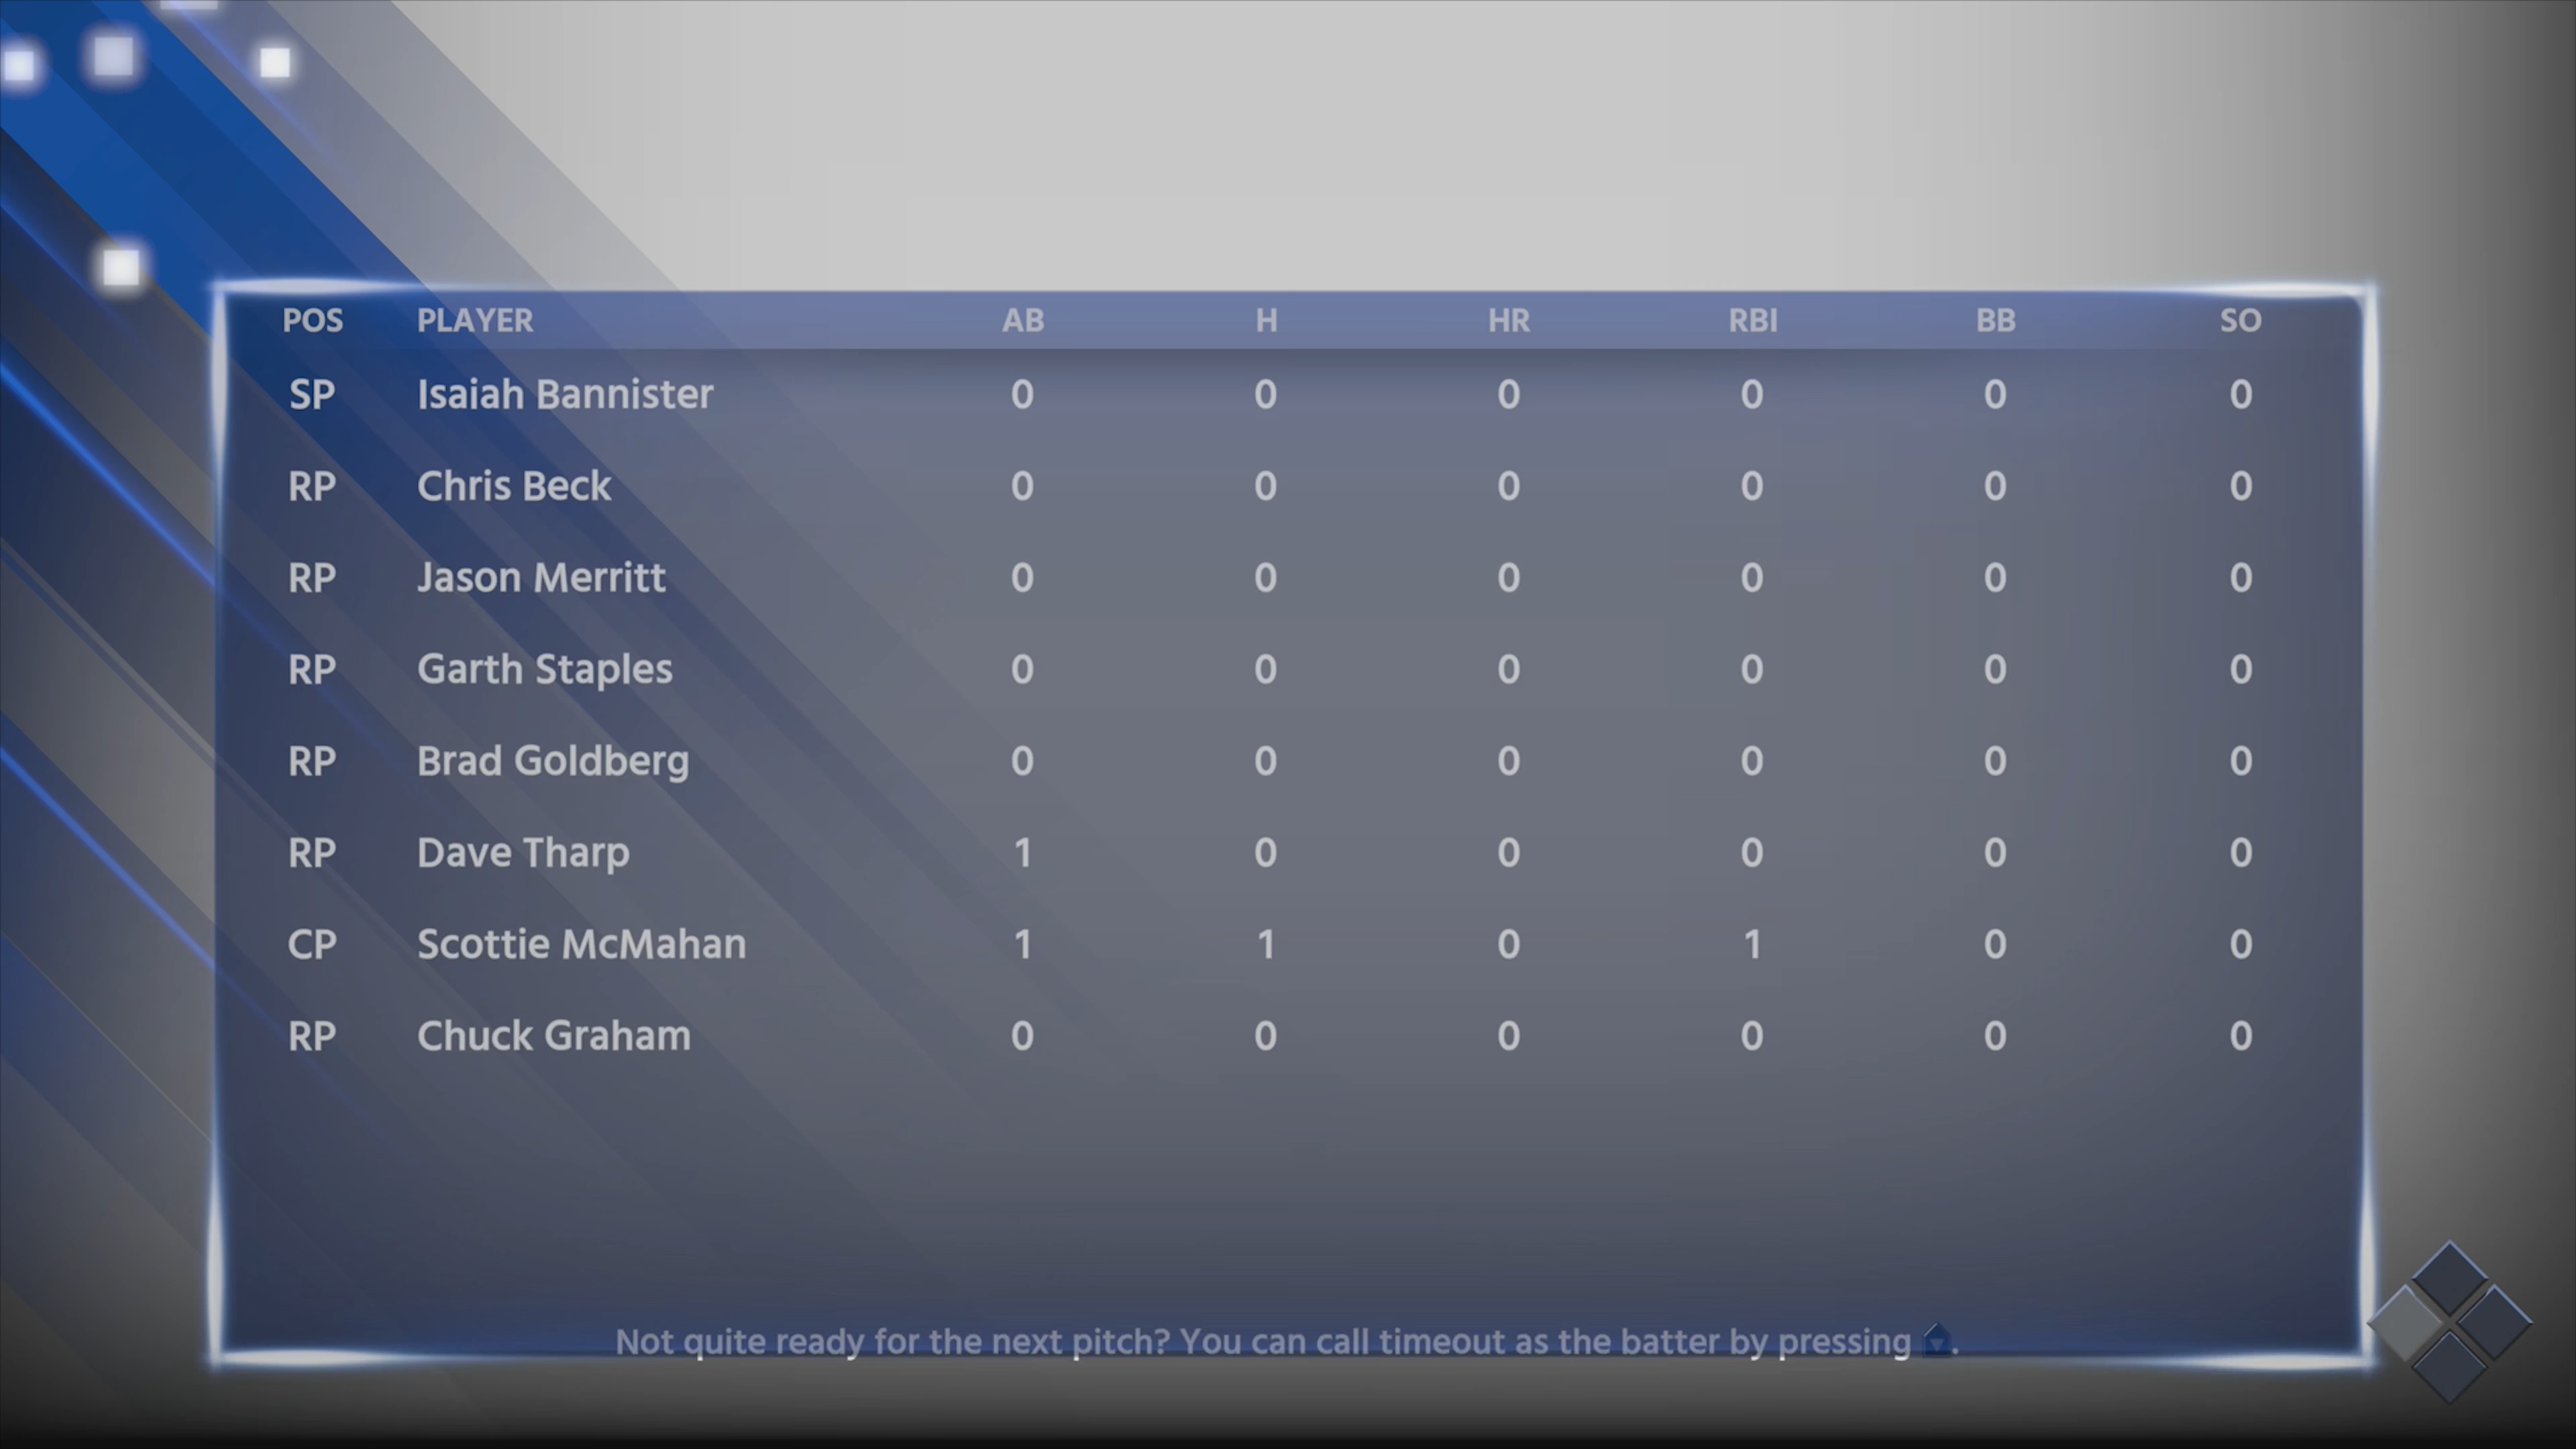 POS PLAYER AB H HR RBI BB SO
SP Isaiah Bannister 0 0 0 0 0 0
RP Chris Beck 0 0 0 0 0 0
RP Jason Merritt 0 0 0 0 0 0
RP Garth Staples 0 0 0 0 0 0
RP Brad Goldberg 0 0 0 0 0 0
RP Dave Tharp 1 0 0 0 0 0
CP Scottie McMahan 1 1 0 1 0 0
RP Chuck Graham 0 0 0 0 0 0
Not quite ready for the next pitch? You can call timeout as the batter by pressing .